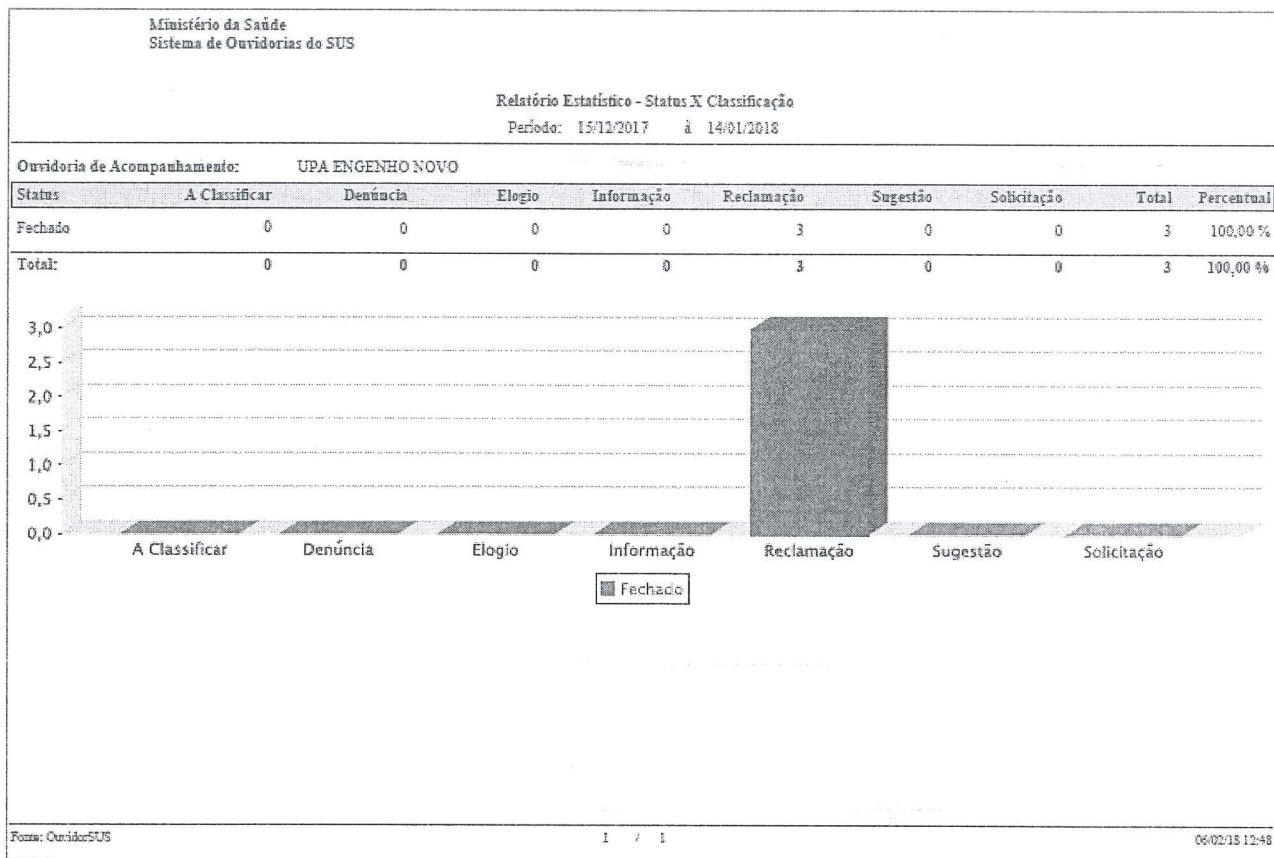 Ministério da Saúde
Sistema de Ouvidorias do SUS
Relatório Estatístico - Status X Classificação
Período: 15/12/2017 à 14/01/2018
Ouvidoria de Acompanhamento: UPA ENGENHO NOVO
Status A Classificar Denúncia Elogio Informação Reclamação Sugestão Solicitação Total Percentual
Fechado 0 0 0 0 3 0 0 3 100,00 %
Total: 0 0 0 0 3 0 0 3 100,00 %
3,0
2,5
2,0
1,5
1,0
0,5
0,0
A Classificar Denúncia Elogio Informação Reclamação Sugestão Solicitação
Fechado
Fonte: OuvidorSUS 1 / 1 06/02/18 12:48